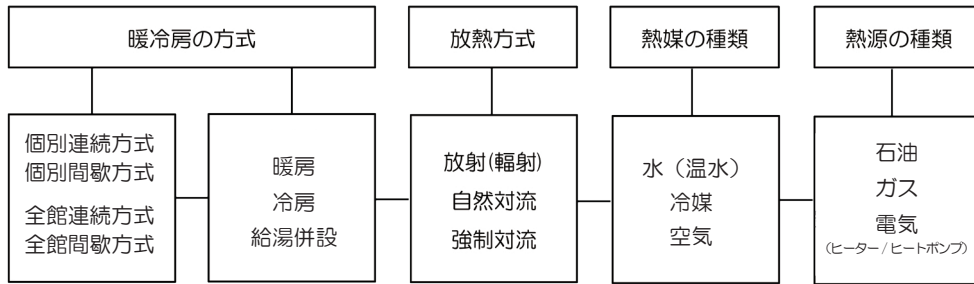 暖冷房の方式
放熱方式
熱媒の種類
熱源の種類
個別連続方式
個別間歇方式
全館連続方式
全館間歇方式
暖房
冷房
給湯併設
放射(輻射)
自然対流
強制対流
水（温水）
冷媒
空気
石油
ガス
電気
(ヒーター/ヒートポンプ)